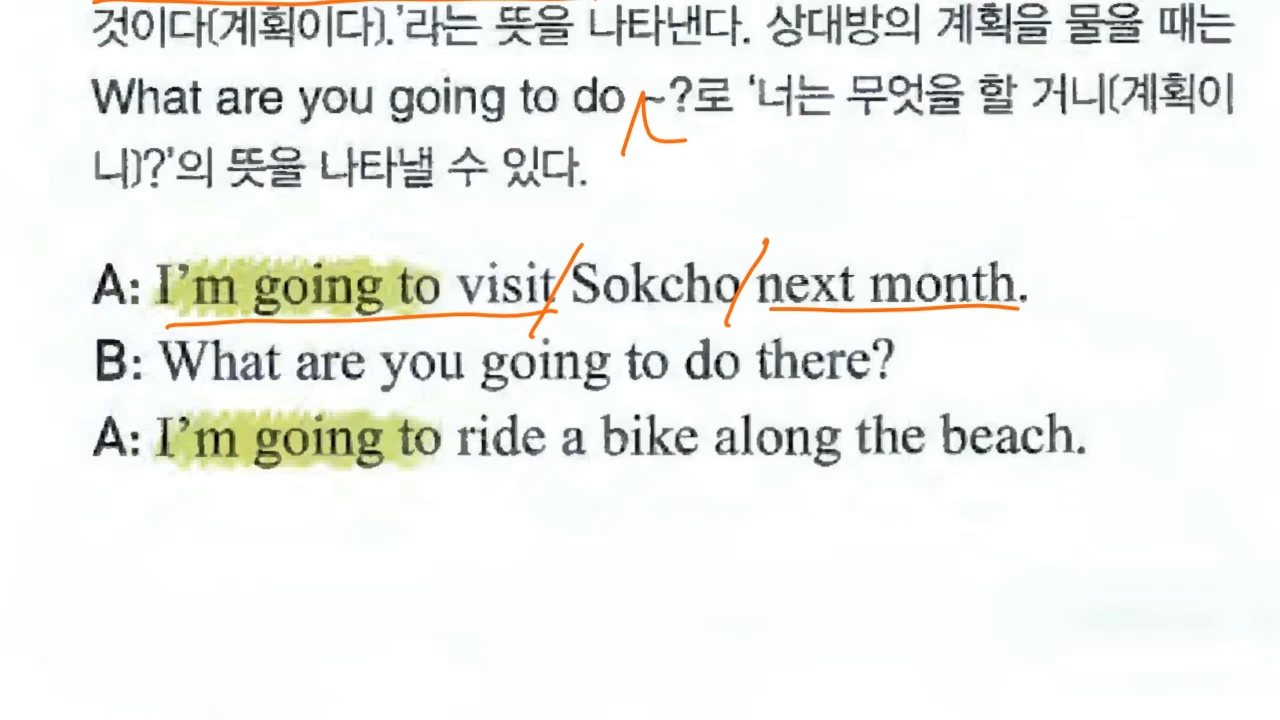 것이다(계획이다).’라는 뜻을 나타낸다. 상대방의 계획을 물을 때는
What are you going to do ~?로 ‘너는 무엇을 할 거니(계획이
니)?’의 뜻을 나타낼 수 있다.
A: I’m going to visit Sokcho next month.
B: What are you going to do there?
A: I’m going to ride a bike along the beach.